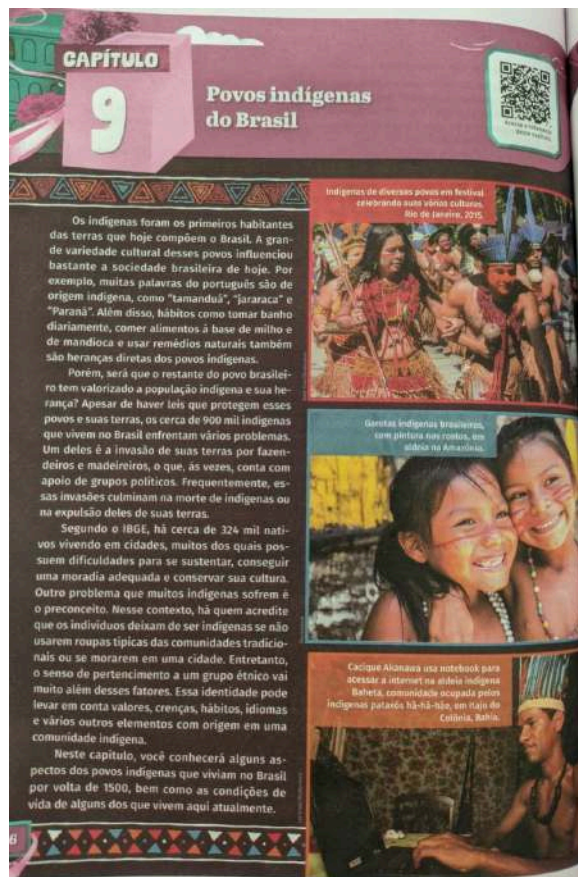 CAPÍTULO
9
Povos indígenas
do Brasil
Indígenas de diversos povos em festival
celebrando suas várias culturas.
Rio de Janeiro, 2015.
Os indígenas foram os primeiros habitantes
das terras que hoje compõem o Brasil. A gran-
de variedade cultural desses povos influenciou
bastante a sociedade brasileira de hoje. Por
exemplo, muitas palavras do português são de
origem indígena, como "tamanduá", "jararaca" e
"Paraná". Além disso, hábitos como tomar banho
diariamente, comer alimentos à base de milho e
de mandioca e usar remédios naturais também
são heranças diretas dos povos indígenas.
Porém, será que o restante do povo brasilei-
ro tem valorizado a população indígena e sua he-
rança? Apesar de haver leis que protegem esses
povos e suas terras, os cerca de 900 mil indígenas
que vivem no Brasil enfrentam vários problemas.
Um deles é a invasão de suas terras por fazen-
deiros e madeireiros, o que, às vezes, conta com
apoio de grupos políticos. Frequentemente, es-
sas invasões culminam na morte de indígenas ou
na expulsão deles de suas terras.
Segundo o IBGE, há cerca de 324 mil nati-
vos vivendo em cidades, muitos dos quais pos-
suem dificuldades para se sustentar, conseguir
uma moradia adequada e conservar sua cultura.
Outro problema que muitos indígenas sofrem é
o preconceito. Nesse contexto, há quem acredite
que os indivíduos deixam de ser indígenas se não
usarem roupas típicas das comunidades tradicio-
nais ou se morarem em uma cidade. Entretanto,
o senso de pertencimento a um grupo étnico vai
muito além desses fatores. Essa identidade pode
levar em conta valores, crenças, hábitos, idiomas
e vários outros elementos com origem em uma
comunidade indígena.
Neste capítulo, você conhecerá alguns as-
pectos dos povos indígenas que viviam no Brasil
por volta de 1500, bem como as condições de
vida de alguns dos que vivem aqui atualmente.
Garotas indígenas brasileiras,
com pintura nos rostos, em
aldeia na Amazônia.
Cacique Akanawa usa notebook para
acessar a internet na aldeia indígena
Baheta, comunidade ocupada pelos
indígenas pataxós hã-hã-hãe, em Itaju do
Colônia, Bahia.
6